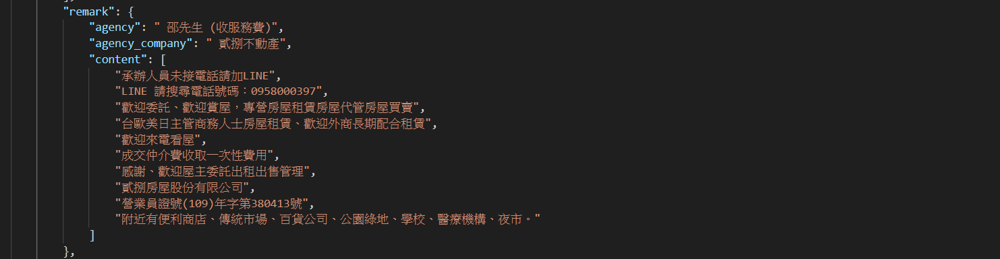 ],
"remark": {
"agency": " 邵先生 (收服務費)",
"agency_company": " 貳捌不動產",
"content": [
"承辦人員未接電話請加LINE",
"LINE 請搜尋電話號碼：0958000397",
"歡迎委託、歡迎賞屋，專營房屋租賃房屋代管房屋買賣",
"台歐美日主管商務人士房屋租賃、歡迎外商長期配合租賃",
"歡迎來電看屋",
"成交仲介費收取一次性費用",
"感謝、歡迎屋主委託出租出售管理",
"貳捌房屋股份有限公司",
"營業員證號(109)年字第380413號",
"附近有便利商店、傳統市場、百貨公司、公園綠地、學校、醫療機構、夜市。"
]
},